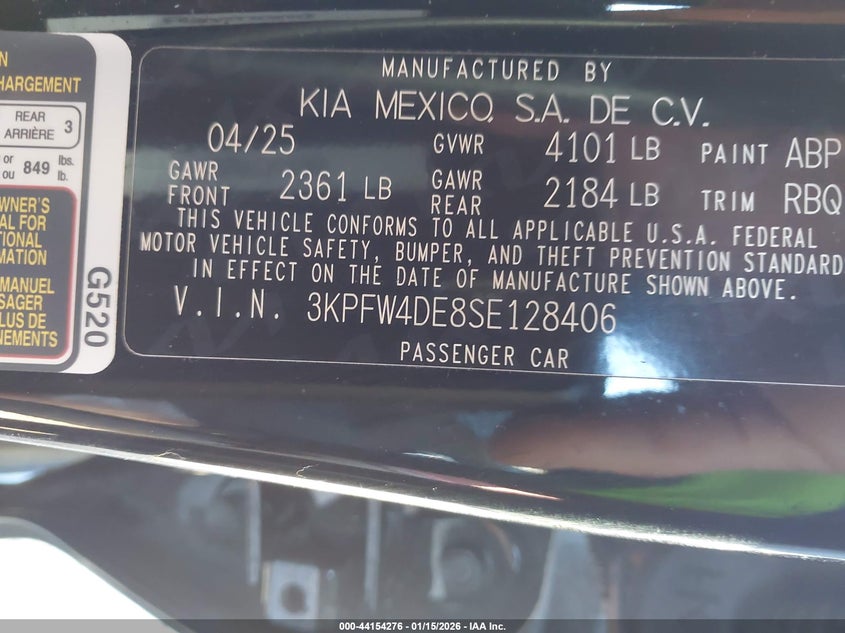 N
HARGEMENT
REAR
ARRIÈRE 3
or
ou 849 lbs.
lb.
WNER'S
AL FOR
TIONAL
RMATION
MANUEL
SAGER
LUS DE
NEMENTS
G520
MANUFACTURED BY
KIA MEXICO, S.A. DE C.V.
04/25 GVWR 4101 LB PAINT ABP
GAWR FRONT 2361 LB GAWR REAR 2184 LB TRIM RBQ
THIS VEHICLE CONFORMS TO ALL APPLICABLE U.S.A. FEDERAL
MOTOR VEHICLE SAFETY, BUMPER, AND THEFT PREVENTION STANDARD
IN EFFECT ON THE DATE OF MANUFACTURE SHOWN ABOVE.
V.I.N. 3KPFW4DE8SE128406
PASSENGER CAR
000-44154276 - 01/15/2026 - IAA Inc.